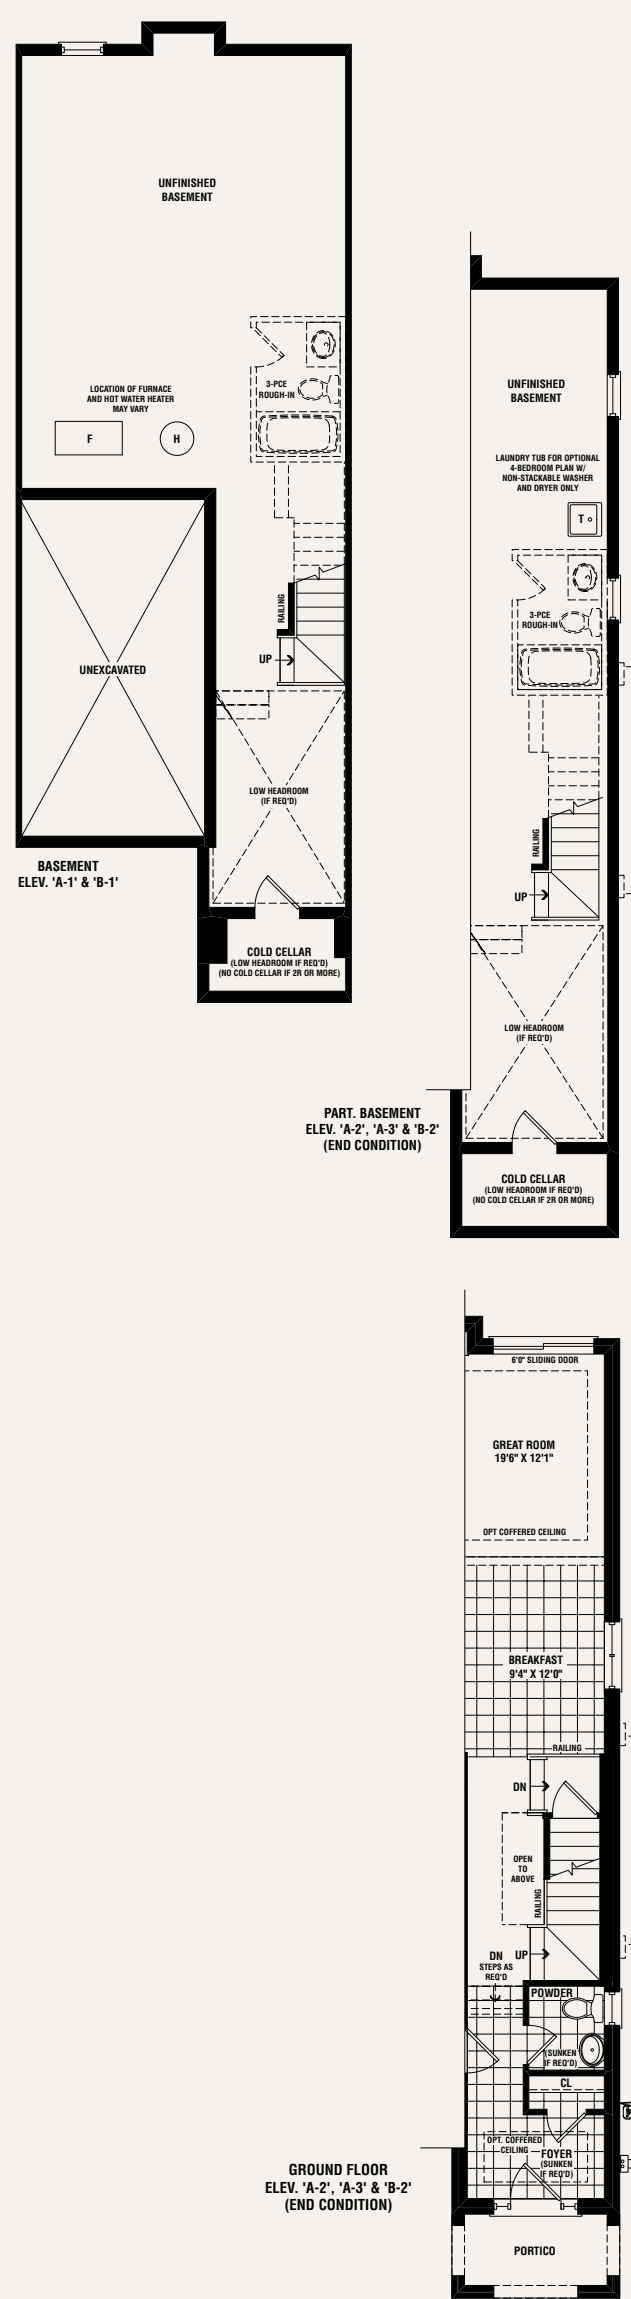 UNFINISHED
BASEMENT
3-PCE
ROUGH-IN
LOCATION OF FURNACE
AND HOT WATER HEATER
MAY VARY
F
H
UNEXCAVATED
RAILING
UP
LOW HEADROOM
(IF REQ'D)
BASEMENT
ELEV. 'A-1' & 'B-1'
COLD CELLAR
(LOW HEADROOM IF REQ'D)
(NO COLD CELLAR IF 2R OR MORE)
UNFINISHED
BASEMENT
LAUNDRY TUB FOR OPTIONAL
4-BEDROOM PLAN W/
NON-STACKABLE WASHER
AND DRYER ONLY
T
3-PCE
ROUGH-IN
RAILING
UP
LOW HEADROOM
(IF REQ'D)
PART. BASEMENT
ELEV. 'A-2', 'A-3' & 'B-2'
(END CONDITION)
COLD CELLAR
(LOW HEADROOM IF REQ'D)
(NO COLD CELLAR IF 2R OR MORE)
6'0" SLIDING DOOR
GREAT ROOM
19'6" X 12'1"
OPT COFFERED CEILING
BREAKFAST
9'4" X 12'0"
RAILING
DN
OPEN
TO
ABOVE
RAILING
DN UP
STEPS AS
REQ'D
POWDER
(SUNKEN
IF REQ'D)
CL
OPT. COFFERED
CEILING
FOYER
(SUNKEN
IF REQ'D)
GROUND FLOOR
ELEV. 'A-2', 'A-3' & 'B-2'
(END CONDITION)
PORTICO